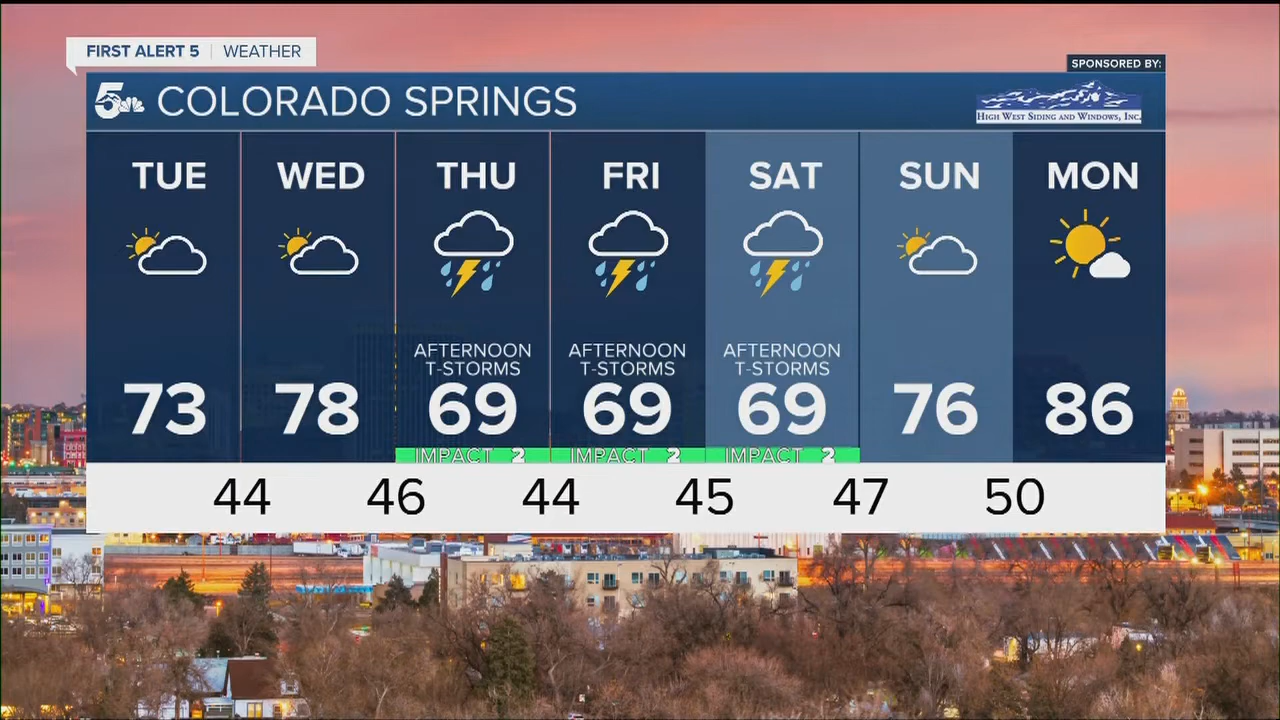 FIRST ALERT 5 | WEATHER
SPONSORED BY:
5 COLORADO SPRINGS
HIGH WEST SIDING AND WINDOWS, INC.
TUE WED THU FRI SAT SUN MON
AFTERNOON AFTERNOON AFTERNOON
T-STORMS T-STORMS T-STORMS
73 78 69 69 69 76 86
IMPACT 2 IMPACT 2 IMPACT 2
44 46 44 45 47 50